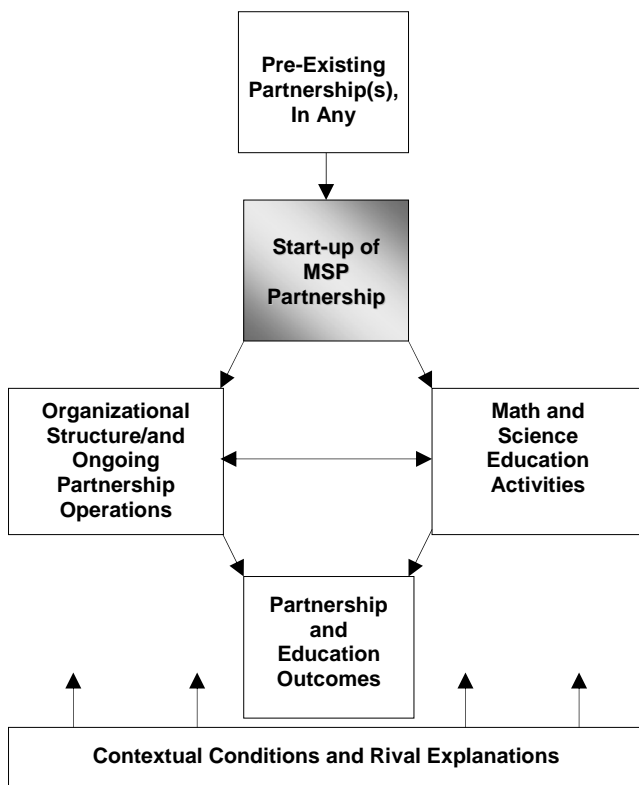 Pre-Existing
Partnership(s),
In Any
Start-up of
MSP
Partnership
Organizational
Structure/and
Ongoing
Partnership
Operations
Math and
Science
Education
Activities
Partnership
and
Education
Outcomes
Contextual Conditions and Rival Explanations